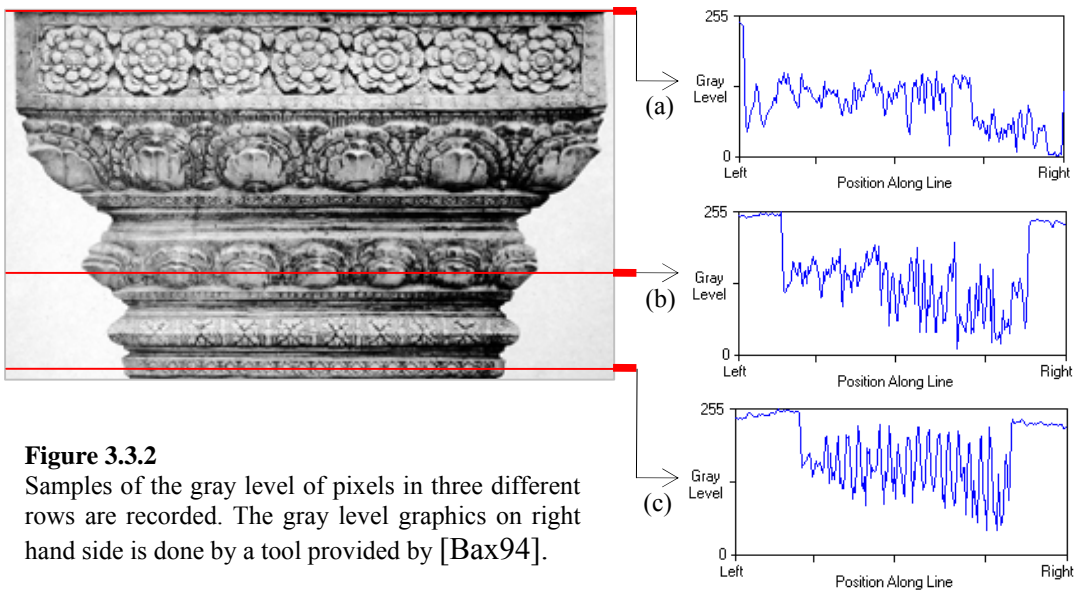 255
Gray
Level
(a)
0
Left
Right
Position Along Line
255
Gray
Level
(b)
0
Left
Right
Position Along Line
255
Gray
Level
(c)
0
Left
Right
Position Along Line
Figure 3.3.2
Samples of the gray level of pixels in three different
rows are recorded. The gray level graphics on right
hand side is done by a tool provided by [Bax94].